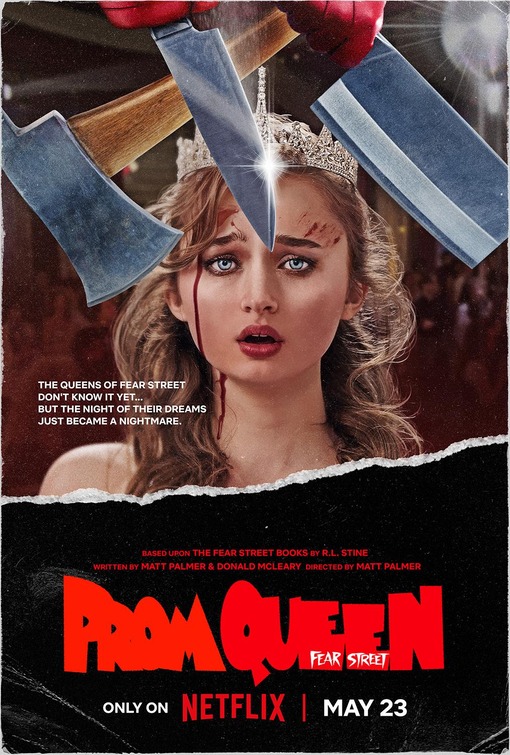 THE QUEENS OF FEAR STREET
DON'T KNOW IT YET...
BUT THE NIGHT OF THEIR DREAMS
JUST BECAME A NIGHTMARE.
BASED UPON THE FEAR STREET BOOKS BY R.L. STINE
WRITTEN BY MATT PALMER & DONALD MCLEARY DIRECTED BY MATT PALMER
PROM QUEEN
FEAR STREET
ONLY ON NETFLIX | MAY 23